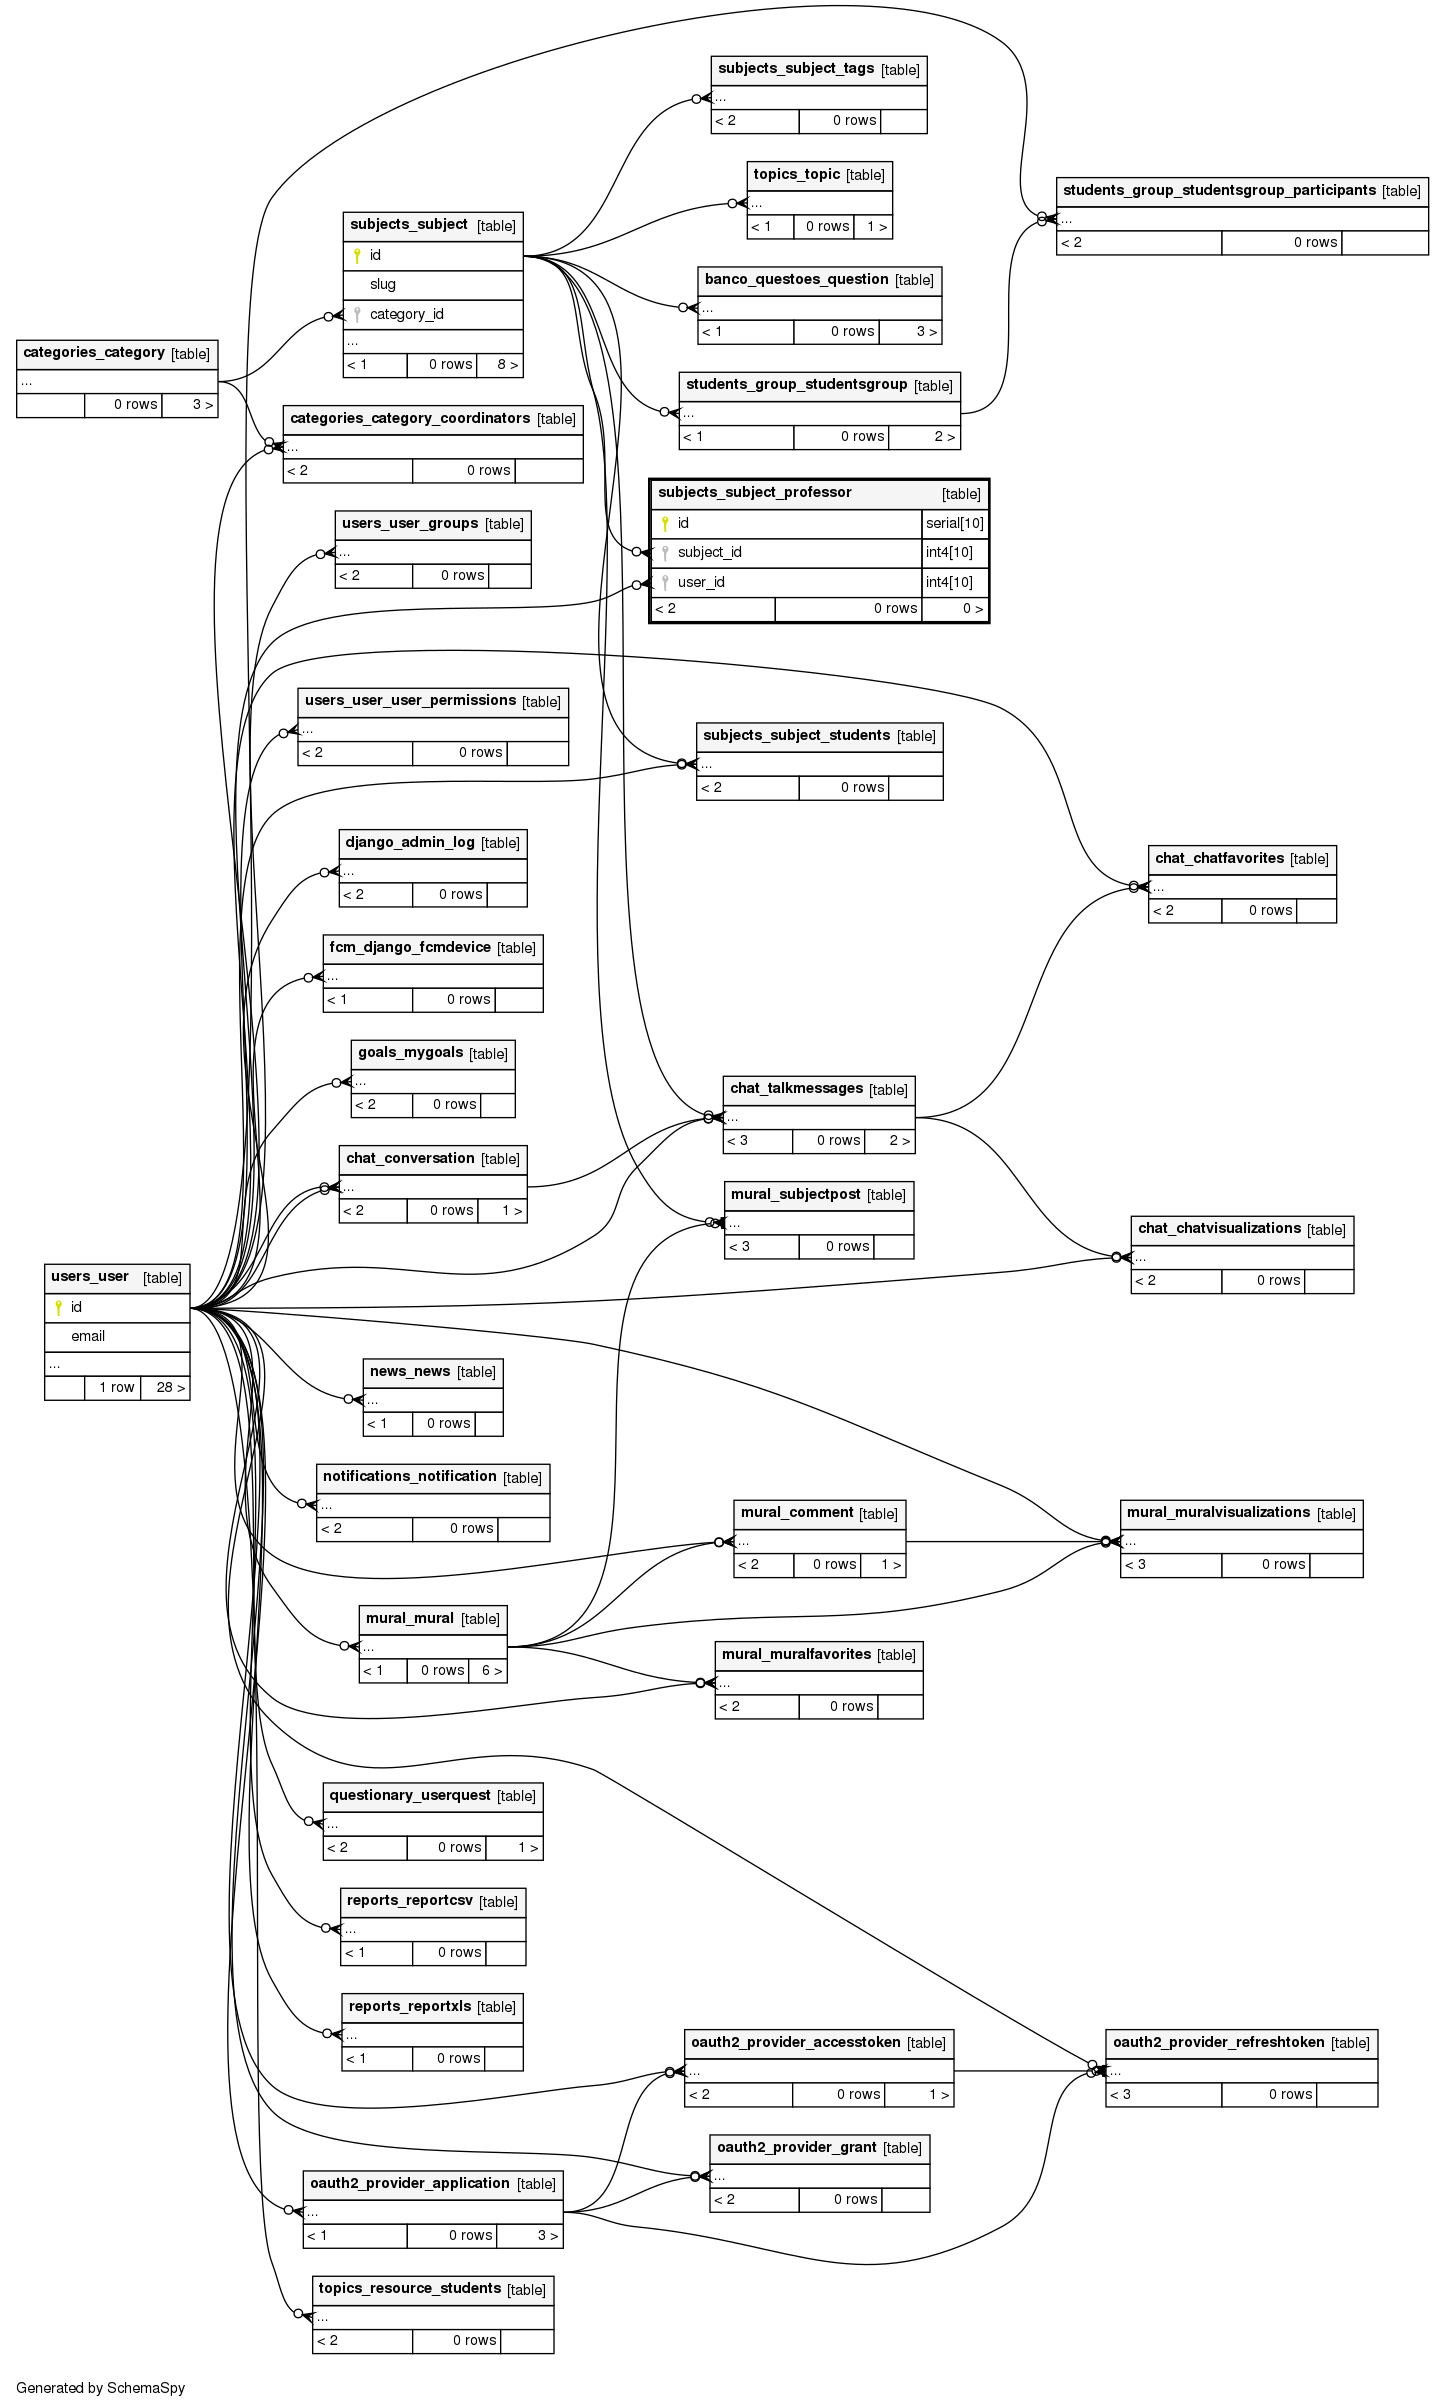 subjects_subject_tags [table]
...
< 2 0 rows
topics_topic [table]
...
< 1 0 rows 1 >
students_group_studentsgroup_participants [table]
...
< 2 0 rows
subjects_subject [table]
id
slug
category_id
...
< 1 0 rows 8 >
banco_questoes_question [table]
...
< 1 0 rows 3 >
categories_category [table]
...
0 rows 3 >
students_group_studentsgroup [table]
...
< 1 0 rows 2 >
categories_category_coordinators [table]
...
< 2 0 rows
subjects_subject_professor [table]
id serial[10]
subject_id int4[10]
user_id int4[10]
< 2 0 rows 0 >
users_user_groups [table]
...
< 2 0 rows
users_user_user_permissions [table]
...
< 2 0 rows
subjects_subject_students [table]
...
< 2 0 rows
django_admin_log [table]
...
< 2 0 rows
chat_chatfavorites [table]
...
< 2 0 rows
fcm_django_fcmdevice [table]
...
< 1 0 rows
goals_mygoals [table]
...
< 2 0 rows
chat_talkmessages [table]
...
< 3 0 rows 2 >
chat_conversation [table]
...
< 2 0 rows 1 >
mural_subjectpost [table]
...
< 3 0 rows
chat_chatvisualizations [table]
...
< 2 0 rows
users_user [table]
id
email
...
1 row 28 >
news_news [table]
...
< 1 0 rows
notifications_notification [table]
...
< 2 0 rows
mural_comment [table]
...
< 2 0 rows 1 >
mural_muralvisualizations [table]
...
< 3 0 rows
mural_mural [table]
...
< 1 0 rows 6 >
mural_muralfavorites [table]
...
< 2 0 rows
questionary_userquest [table]
...
< 2 0 rows 1 >
reports_reportcsv [table]
...
< 1 0 rows
reports_reportxls [table]
...
< 1 0 rows
oauth2_provider_accesstoken [table]
...
< 2 0 rows 1 >
oauth2_provider_refreshtoken [table]
...
< 3 0 rows
oauth2_provider_grant [table]
...
< 2 0 rows
oauth2_provider_application [table]
...
< 1 0 rows 3 >
topics_resource_students [table]
...
< 2 0 rows
Generated by SchemaSpy